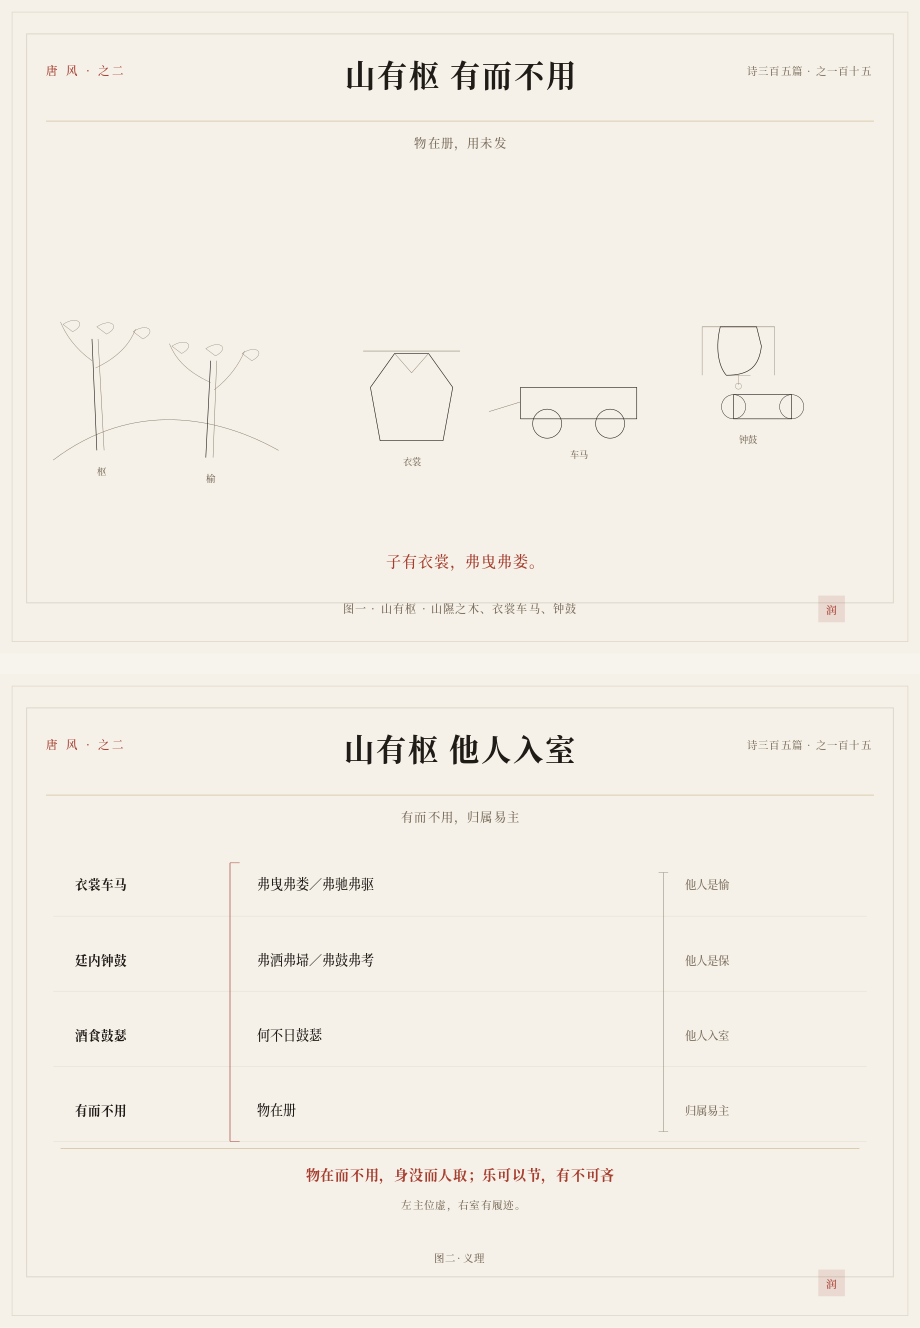 唐 风 · 之二
山有枢 有而不用
诗三百五篇 · 之一百十五
物在册，用未发
枢
榆
衣裳
车马
钟鼓
子有衣裳，弗曳弗娄。
图一 · 山有枢 · 山隰之木、衣裳车马、钟鼓
润
唐 风 · 之二
山有枢 他人入室
诗三百五篇 · 之一百十五
有而不用，归属易主
衣裳车马 弗曳弗娄／弗驰弗驱 他人是愉
廷内钟鼓 弗洒弗埽／弗鼓弗考 他人是保
酒食鼓瑟 何不日鼓瑟 他人入室
有而不用 物在册 归属易主
物在而不用，身没而人取；乐可以节，有不可吝
左主位虚，右室有履迹。
图二 · 义理
润